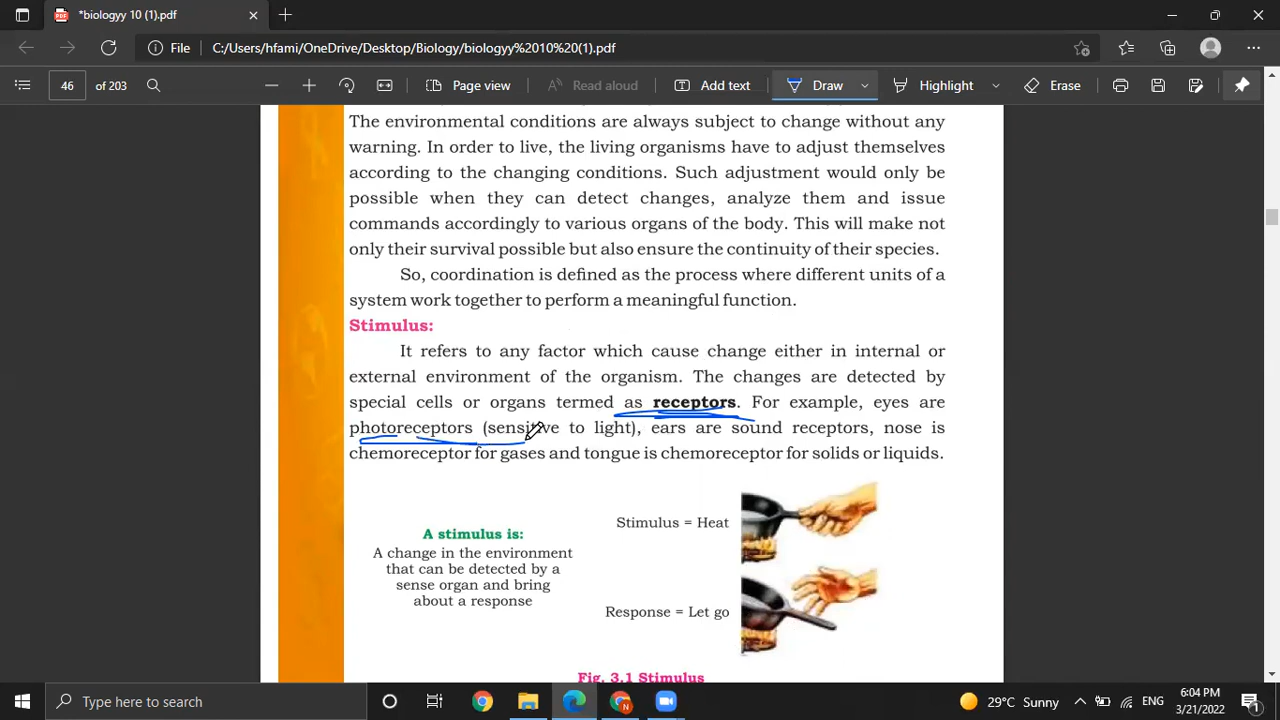 *biologyy 10 (1).pdf
File C:/Users/hfami/OneDrive/Desktop/Biology/biologyy%2010%20(1).pdf
46 of 203 Page view Read aloud Add text Draw Highlight Erase
The environmental conditions are always subject to change without any
warning. In order to live, the living organisms have to adjust themselves
according to the changing conditions. Such adjustment would only be
possible when they can detect changes, analyze them and issue
commands accordingly to various organs of the body. This will make not
only their survival possible but also ensure the continuity of their species.
So, coordination is defined as the process where different units of a
system work together to perform a meaningful function.
Stimulus:
It refers to any factor which cause change either in internal or
external environment of the organism. The changes are detected by
special cells or organs termed as receptors. For example, eyes are
photoreceptors (sensitive to light), ears are sound receptors, nose is
chemoreceptor for gases and tongue is chemoreceptor for solids or liquids.
Stimulus = Heat
A stimulus is:
A change in the environment
that can be detected by a
sense organ and bring
about a response
Response = Let go
Fig. 3.1 Stimulus
Type here to search
29°C Sunny
ENG
6:04 PM
3/21/2022